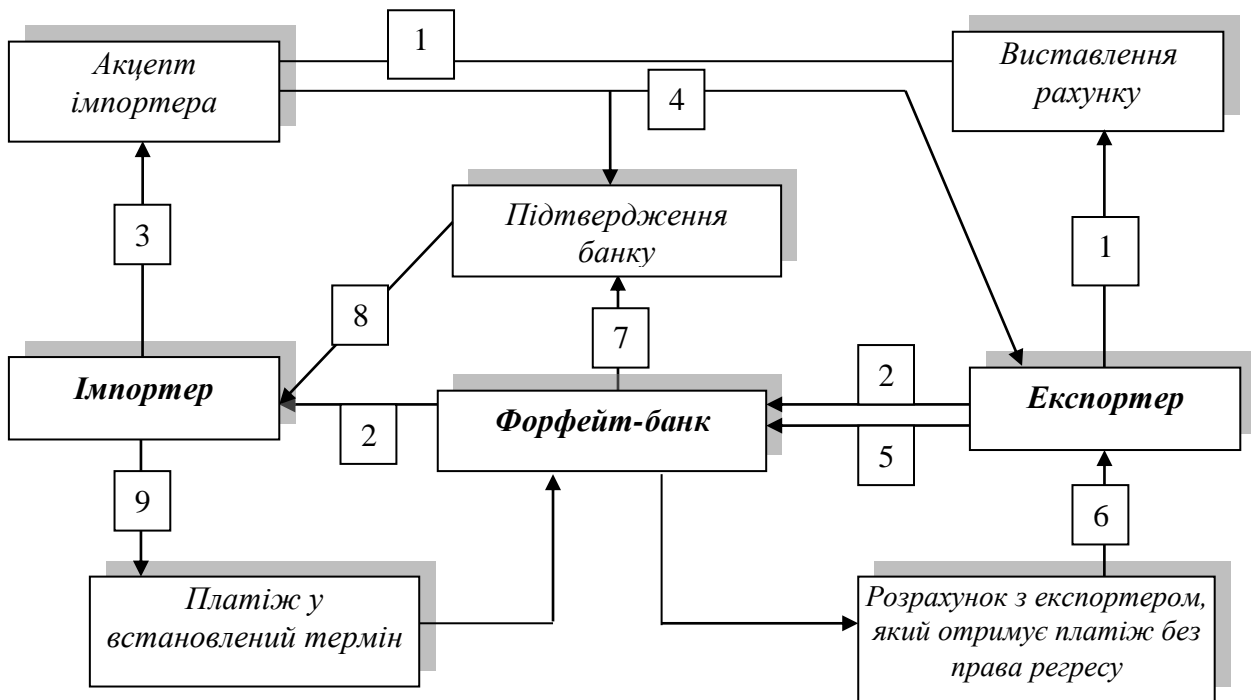 1
Акцепт
імпортера
Виставлення
рахунку
4
Підтвердження
банку
3
1
8
7
2
Імпортер
Форфейт-банк
Експортер
2
5
9
6
Платіж у
встановлений термін
Розрахунок з експортером,
який отримує платіж без
права регресу